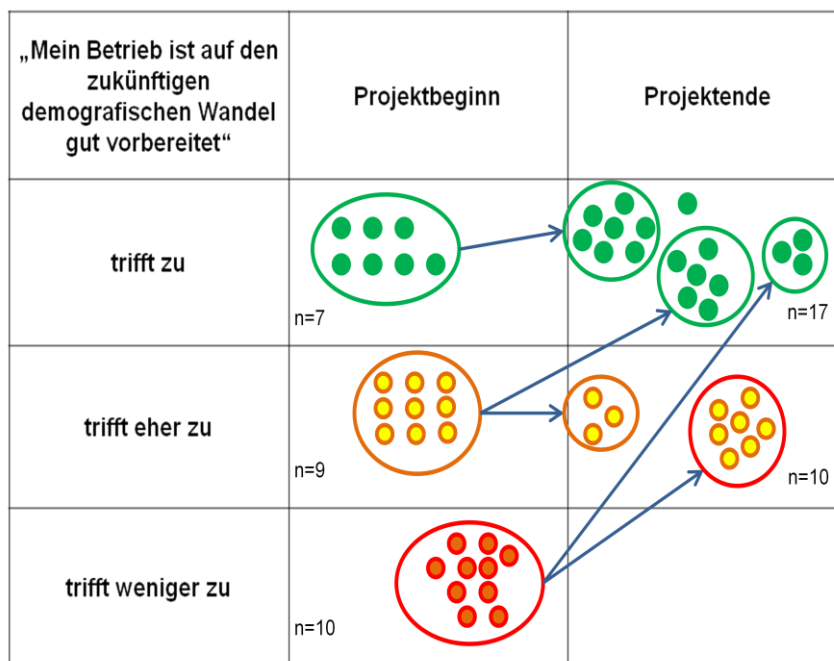 „Mein Betrieb ist auf den
zukünftigen
demografischen Wandel
gut vorbereitet“
Projektbeginn
Projektende
trifft zu
n=7
n=17
trifft eher zu
n=9
n=10
trifft weniger zu
n=10